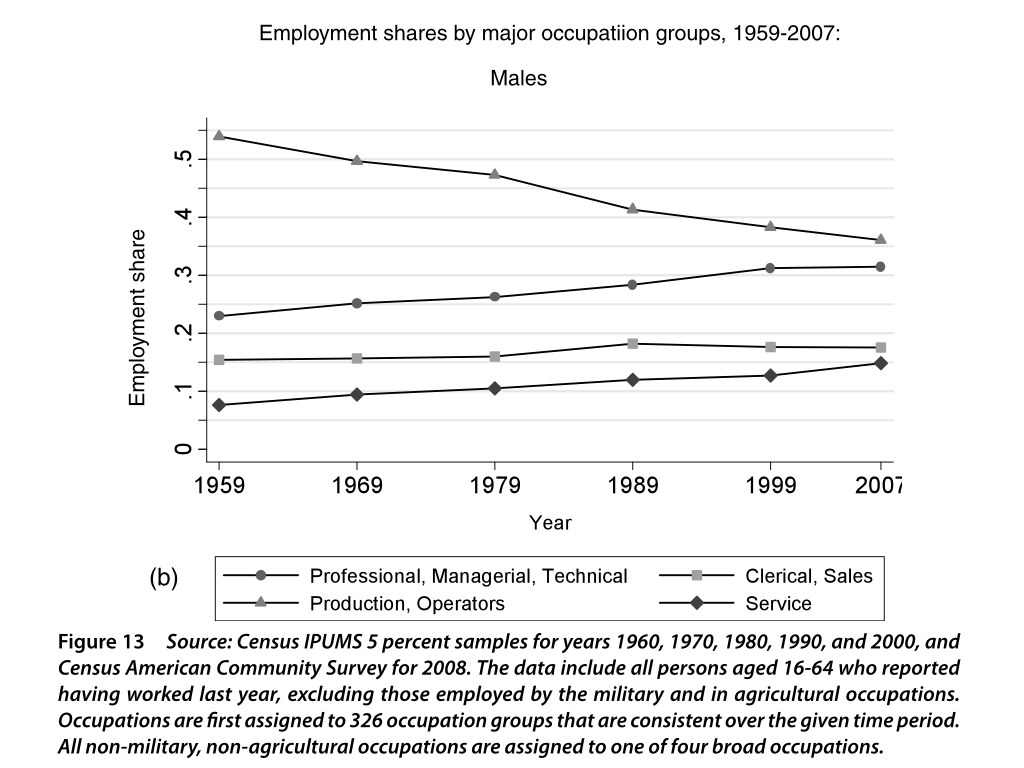 Employment shares by major occupatiion groups, 1959-2007:
Males
Employment share
.5
.4
.3
.2
.1
0
1959 1969 1979 1989 1999 2007
Year
(b)
Professional, Managerial, Technical Clerical, Sales
Production, Operators Service
Figure 13 Source: Census IPUMS 5 percent samples for years 1960, 1970, 1980, 1990, and 2000, and
Census American Community Survey for 2008. The data include all persons aged 16-64 who reported
having worked last year, excluding those employed by the military and in agricultural occupations.
Occupations are first assigned to 326 occupation groups that are consistent over the given time period.
All non-military, non-agricultural occupations are assigned to one of four broad occupations.